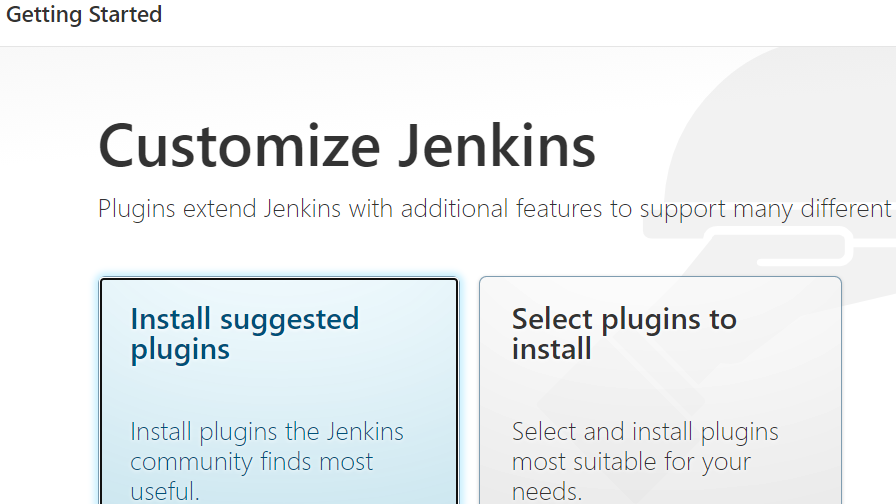 Getting Started
Customize Jenkins
Plugins extend Jenkins with additional features to support many different
Install suggested
plugins
Install plugins the Jenkins
community finds most
useful.
Select plugins to
install
Select and install plugins
most suitable for your
needs.